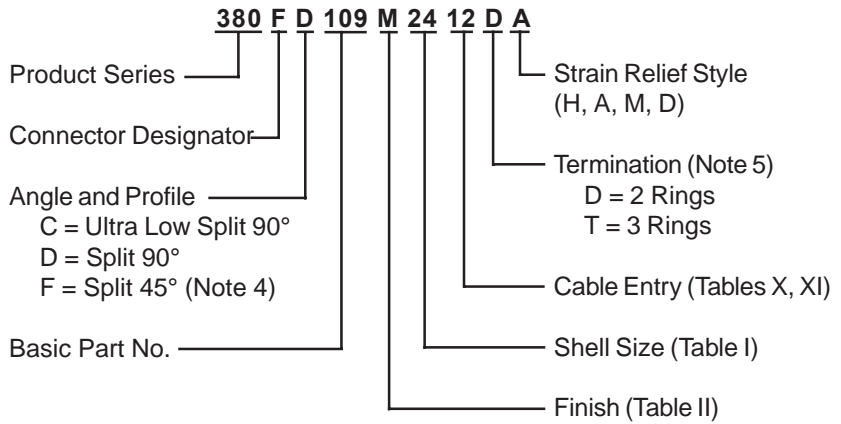 380 F D 109 M 24 12 D A
Product Series
Connector Designator
Angle and Profile
C = Ultra Low Split 90°
D = Split 90°
F = Split 45° (Note 4)
Basic Part No.
Strain Relief Style
(H, A, M, D)
Termination (Note 5)
D = 2 Rings
T = 3 Rings
Cable Entry (Tables X, XI)
Shell Size (Table I)
Finish (Table II)